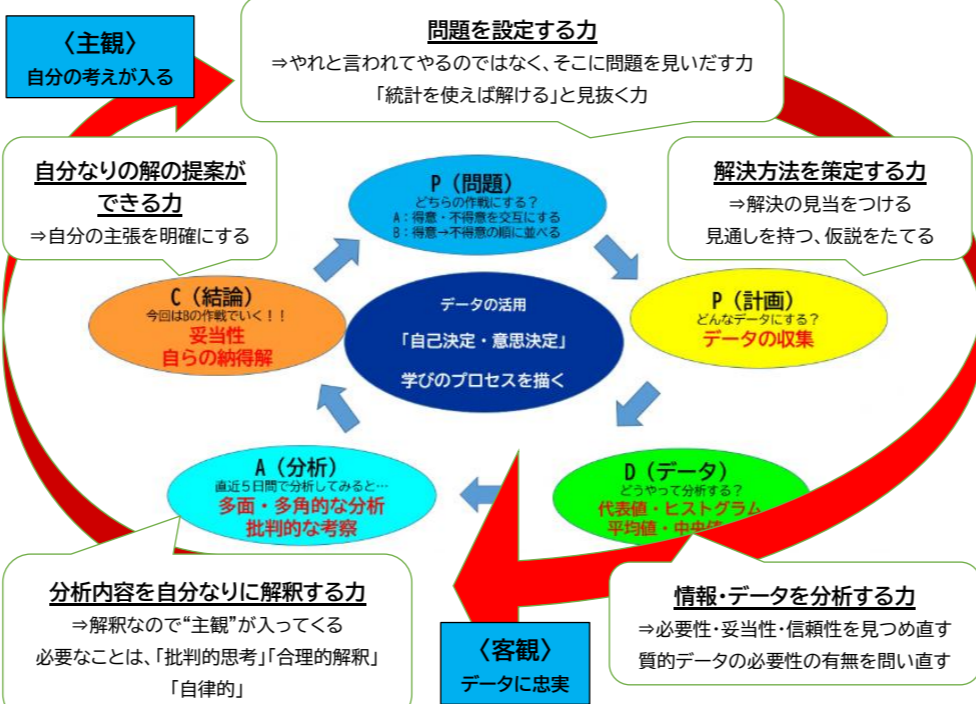 〈主観〉
自分の考えが入る
問題を設定する力
⇒やれと言われてやるのではなく、そこに問題を見いだす力
「統計を使えば解ける」と見抜く力
自分なりの解の提案が
できる力
⇒自分の主張を明確にする
P（問題）
どちらの作戦にする？
A：得意・不得意を交互にする
B：得意→不得意の順に並べる
解決方法を策定する力
⇒解決の見当をつける
見通しを持つ、仮説をたてる
C（結論）
今回はBの作戦でいく！！
妥当性
自らの納得解
データの活用
「自己決定・意思決定」
学びのプロセスを描く
P（計画）
どんなデータにする？
データの収集
A（分析）
直近５日間で分析してみると…
多面・多角的な分析
批判的な考察
D（データ）
どうやって分析する？
代表値・ヒストグラム
平均値・中央値
分析内容を自分なりに解釈する力
⇒解釈なので“主観”が入ってくる
必要なことは、「批判的思考」「合理的解釈」
「自律的」
〈客観〉
データに忠実
情報・データを分析する力
⇒必要性・妥当性・信頼性を見つめ直す
質的データの必要性の有無を問い直す